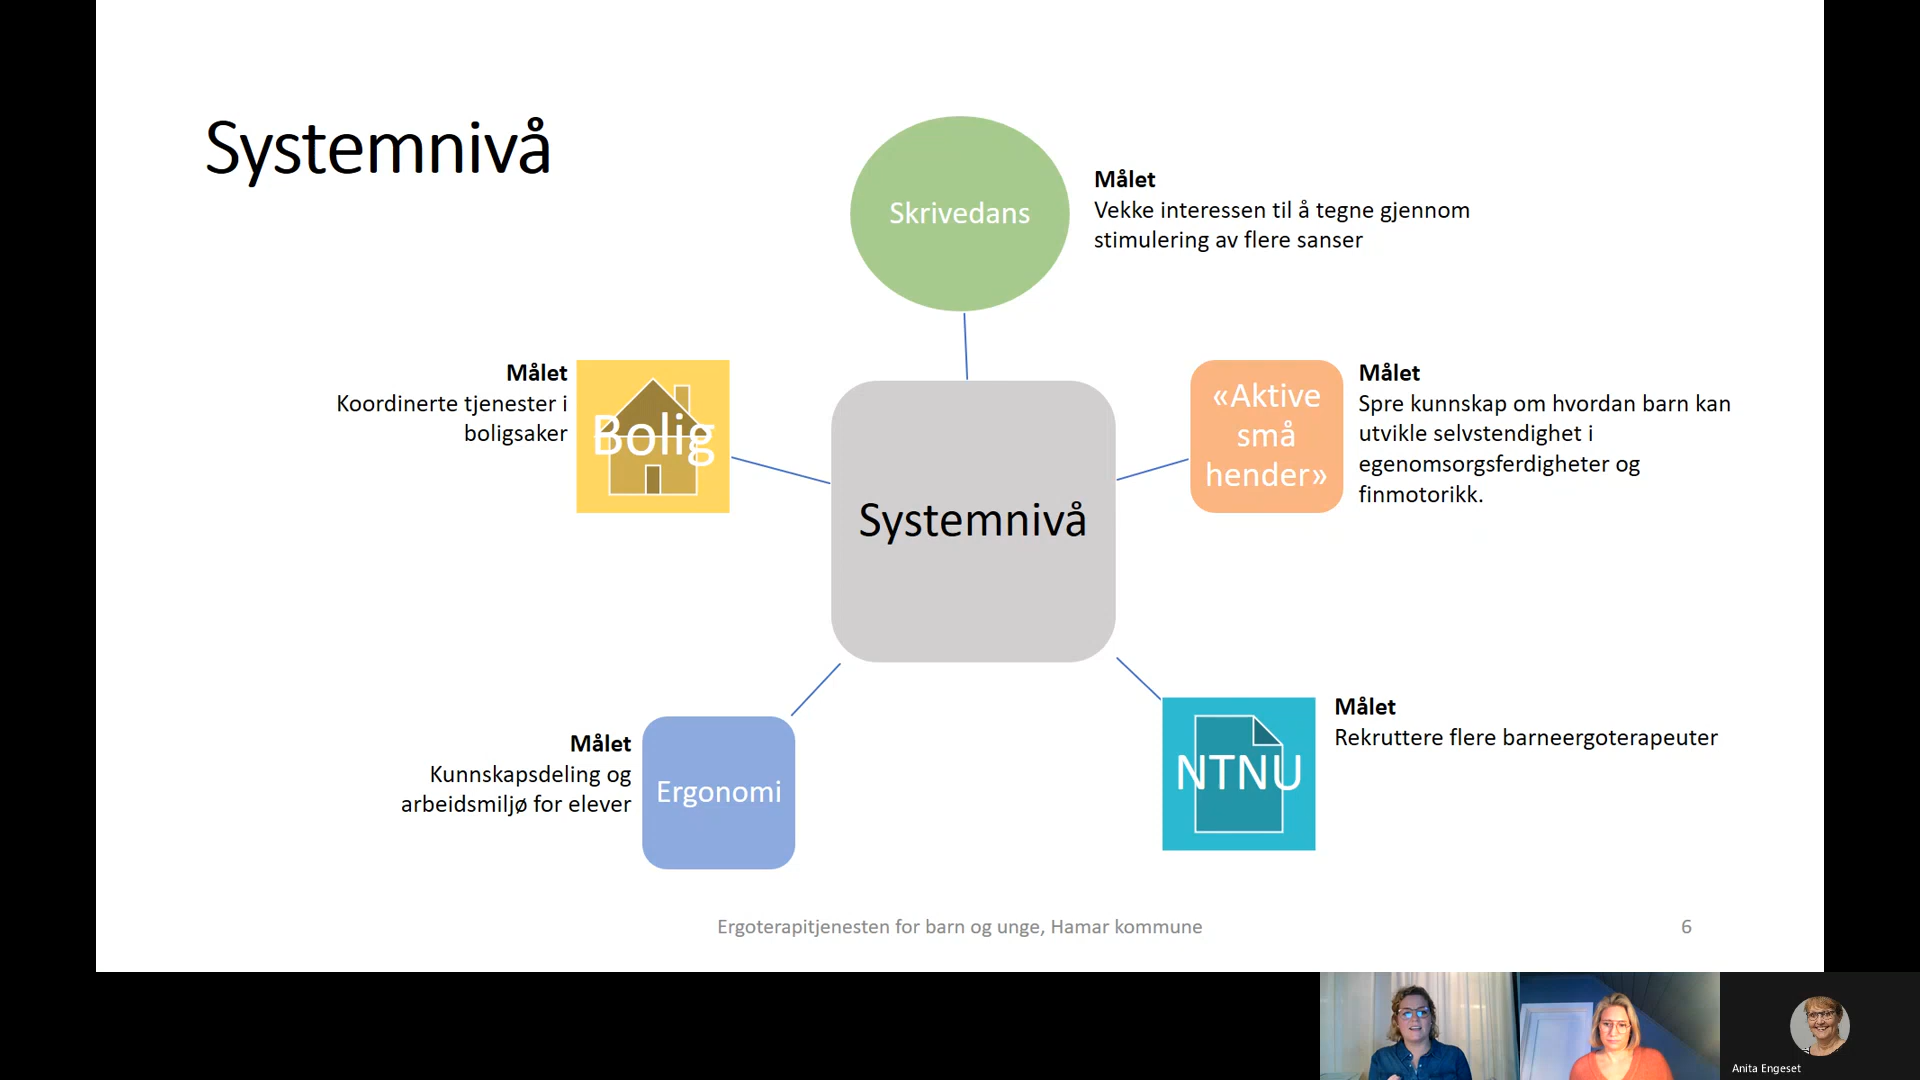 Systemnivå
Skrivedans
Målet
Vekke interessen til å tegne gjennom
stimulering av flere sanser
Målet
Koordinerte tjenester i
boligsaker
Bolig
«Aktive
små
hender»
Målet
Spre kunnskap om hvordan barn kan
utvikle selvstendighet i
egenomsorgsferdigheter og
finmotorikk.
Systemnivå
Målet
Kunnskapsdeling og
arbeidsmiljø for elever
Ergonomi
NTNU
Målet
Rekruttere flere barneergoterapeuter
Ergoterapitjenesten for barn og unge, Hamar kommune
6
Anita Engeset